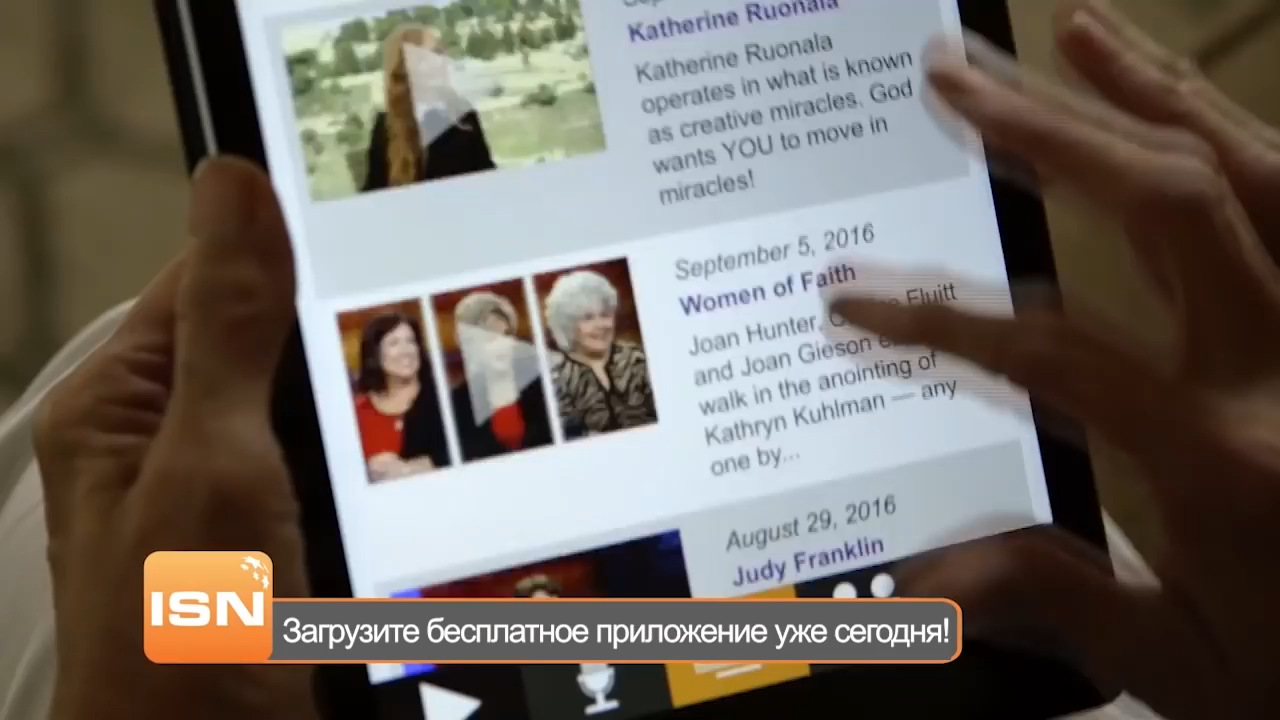 Katherine Ruonala
Katherine Ruonala
operates in what is known
as creative miracles. God
wants YOU to move in
miracles!
September 5, 2016
Women of Faith
Joan Hunter, Fluitt
and Joan Gieson
walk in the anointing of
Kathryn Kuhlman — any
one by...
August 29, 2016
Judy Franklin
ISN
Загрузите бесплатное приложение уже сегодня!